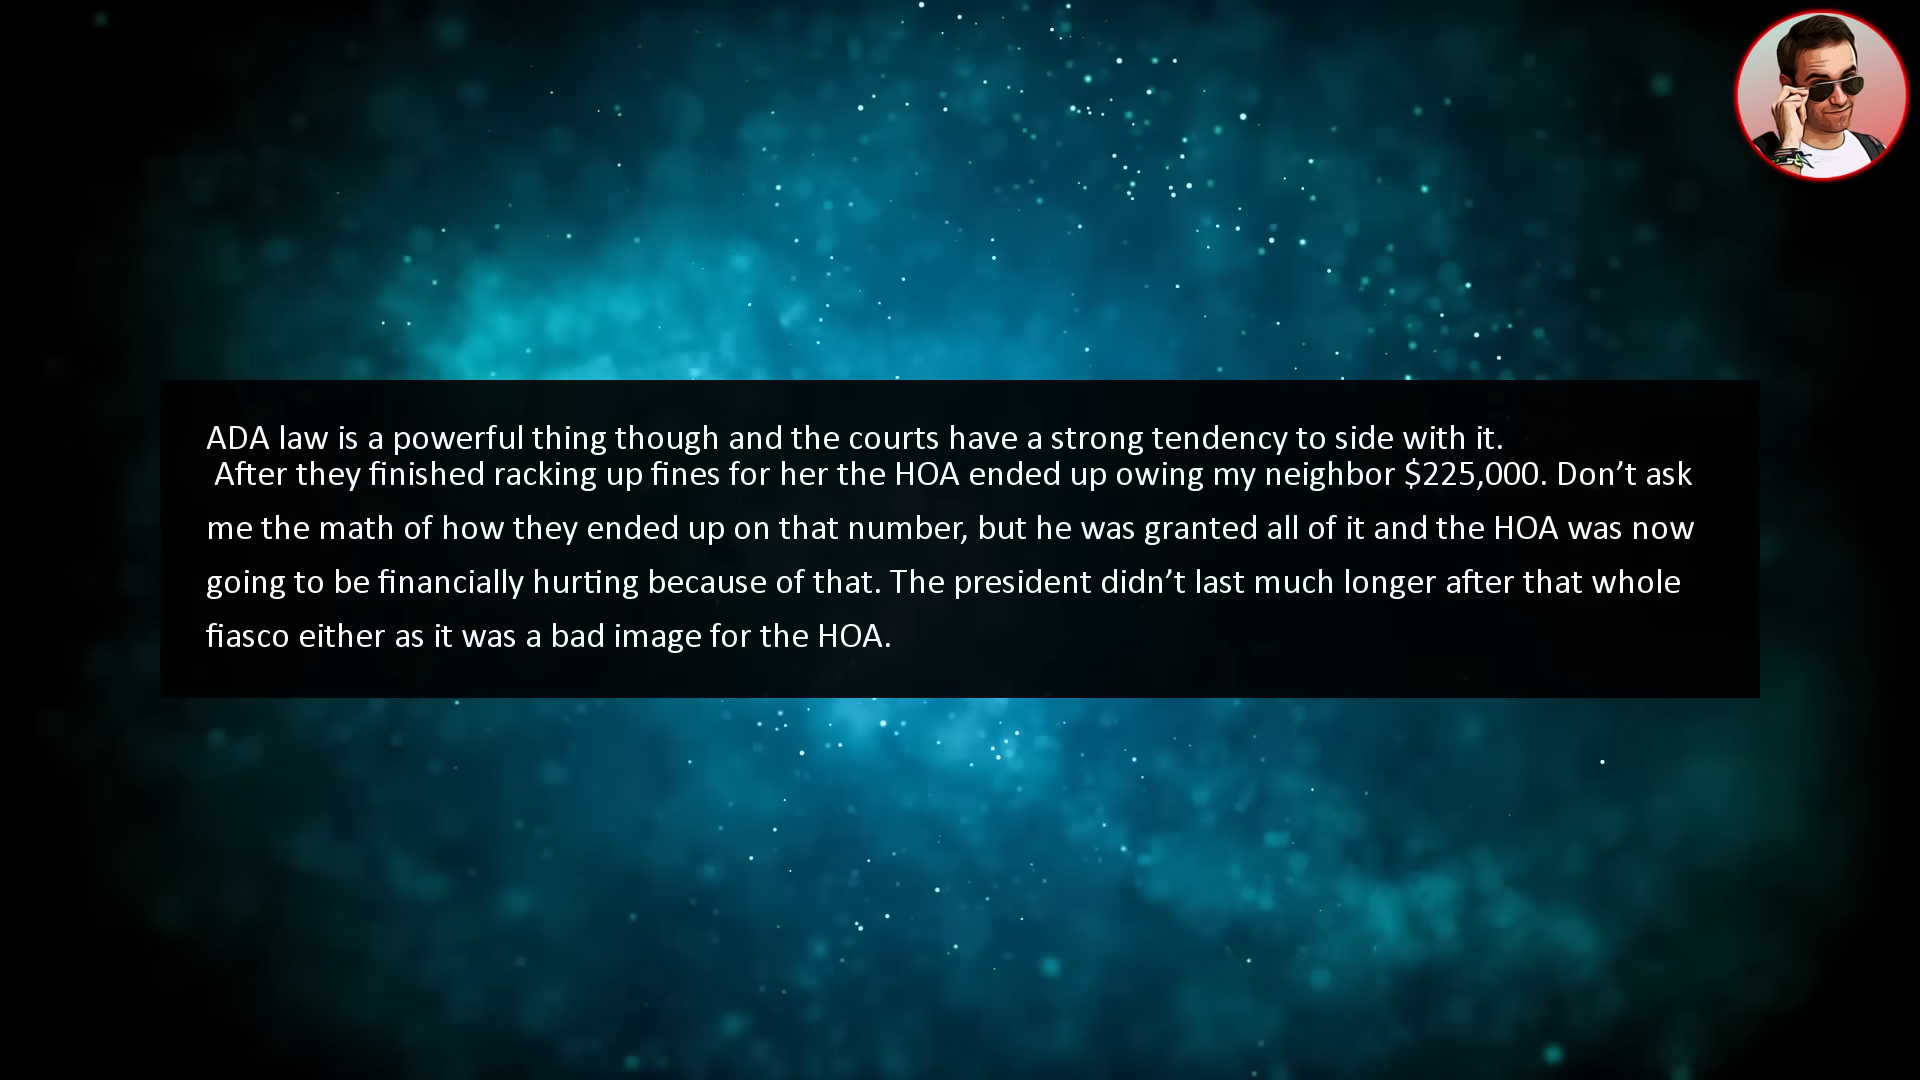 ADA law is a powerful thing though and the courts have a strong tendency to side with it.
After they finished racking up fines for her the HOA ended up owing my neighbor $225,000. Don’t ask
me the math of how they ended up on that number, but he was granted all of it and the HOA was now
going to be financially hurting because of that. The president didn’t last much longer after that whole
fiasco either as it was a bad image for the HOA.